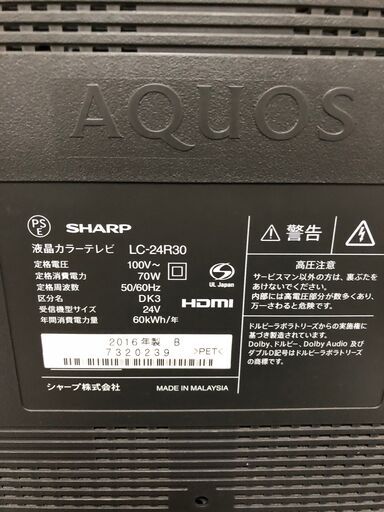 AQUOS
PS E
SHARP
液晶カラーテレビ LC-24R30
定格電圧 100V～
定格消費電力 70W
定格周波数 50/60Hz
区分名 DK3
受信機型サイズ 24V
年間消費電力量 60kWh/年
UL Japan
HDMI
2016年製 B
7320239
>PET<
シャープ株式会社
MADE IN MALAYSIA
警告
高圧注意
サービスマン以外の方は、裏ぶたを
あけないでください。
内部には高電圧部分が数多くあり、
万一さわると危険です。
ドルビーラボラトリーズからの実施権に
基づき製造されています。
Dolby、ドルビー、Dolby Audio 及び
ダブルD記号はドルビーラボラトリーズ
の商標です。